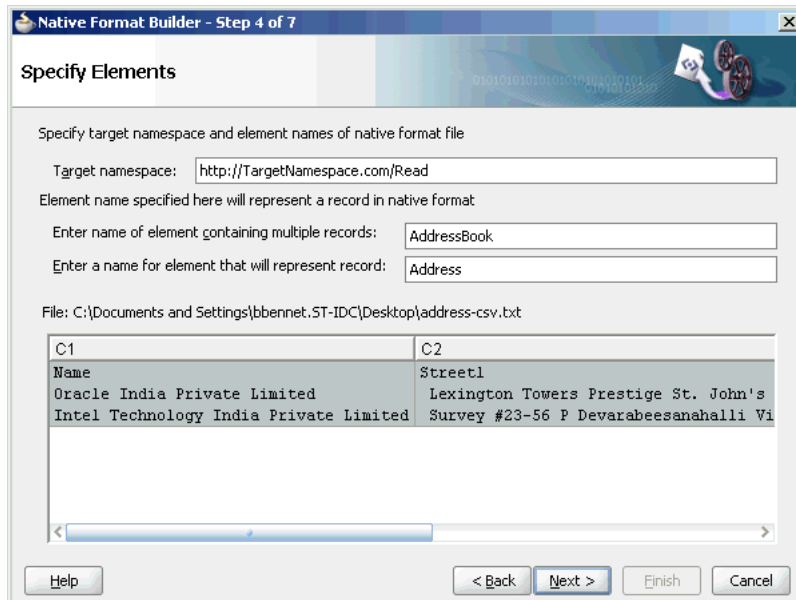 Native Format Builder - Step 4 of 7
Specify Elements
Specify target namespace and element names of native format file
Target namespace: http://TargetNamespace.com/Read
Element name specified here will represent a record in native format
Enter name of element containing multiple records: AddressBook
Enter a name for element that will represent record: Address
File: C:\Documents and Settings\bbennet.ST-IDC\Desktop\address-csv.txt
C1 C2
Name Street1
Oracle India Private Limited Lexington Towers Prestige St. John's
Intel Technology India Private Limited Survey #23-56 P Devarabeesanahalli Vi
Help < Back Next > Finish Cancel